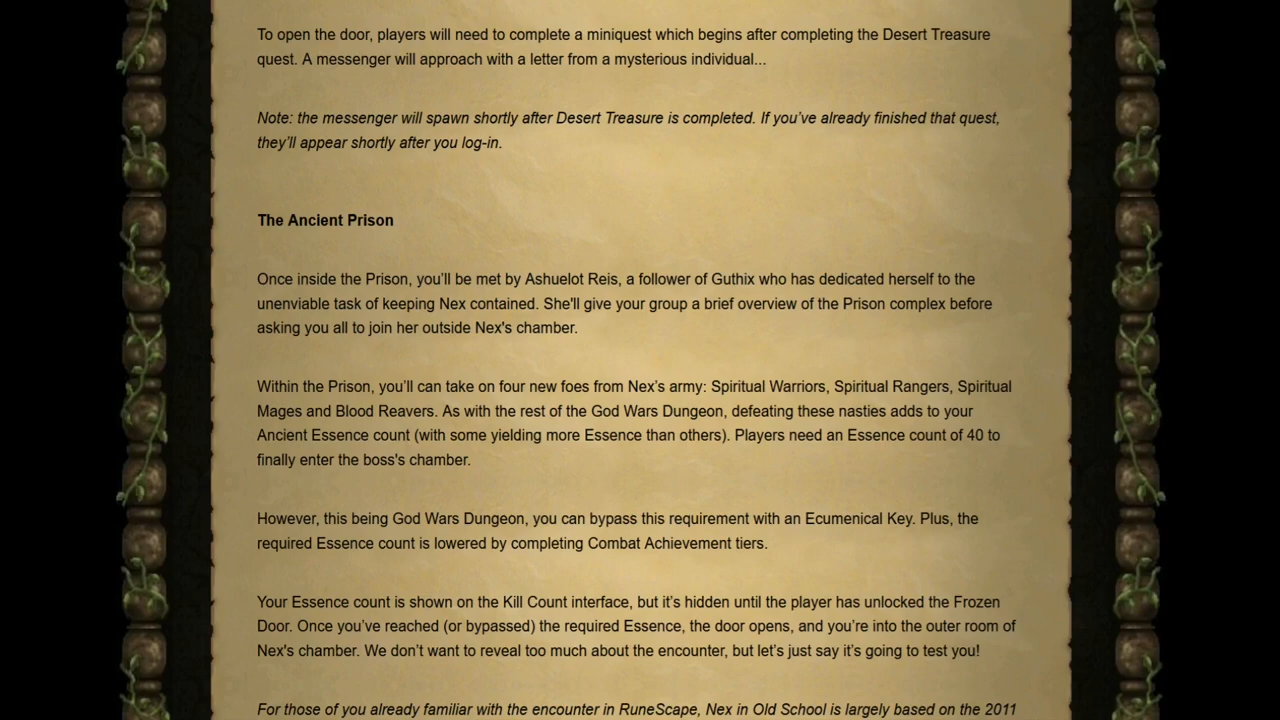 To open the door, players will need to complete a miniquest which begins after completing the Desert Treasure
quest. A messenger will approach with a letter from a mysterious individual...
Note: the messenger will spawn shortly after Desert Treasure is completed. If you’ve already finished that quest,
they’ll appear shortly after you log-in.
The Ancient Prison
Once inside the Prison, you’ll be met by Ashuelot Reis, a follower of Guthix who has dedicated herself to the
unenviable task of keeping Nex contained. She'll give your group a brief overview of the Prison complex before
asking you all to join her outside Nex's chamber.
Within the Prison, you’ll can take on four new foes from Nex’s army: Spiritual Warriors, Spiritual Rangers, Spiritual
Mages and Blood Reavers. As with the rest of the God Wars Dungeon, defeating these nasties adds to your
Ancient Essence count (with some yielding more Essence than others). Players need an Essence count of 40 to
finally enter the boss's chamber.
However, this being God Wars Dungeon, you can bypass this requirement with an Ecumenical Key. Plus, the
required Essence count is lowered by completing Combat Achievement tiers.
Your Essence count is shown on the Kill Count interface, but it’s hidden until the player has unlocked the Frozen
Door. Once you’ve reached (or bypassed) the required Essence, the door opens, and you’re into the outer room of
Nex's chamber. We don’t want to reveal too much about the encounter, but let’s just say it’s going to test you!
For those of you already familiar with the encounter in RuneScape, Nex in Old School is largely based on the 2011